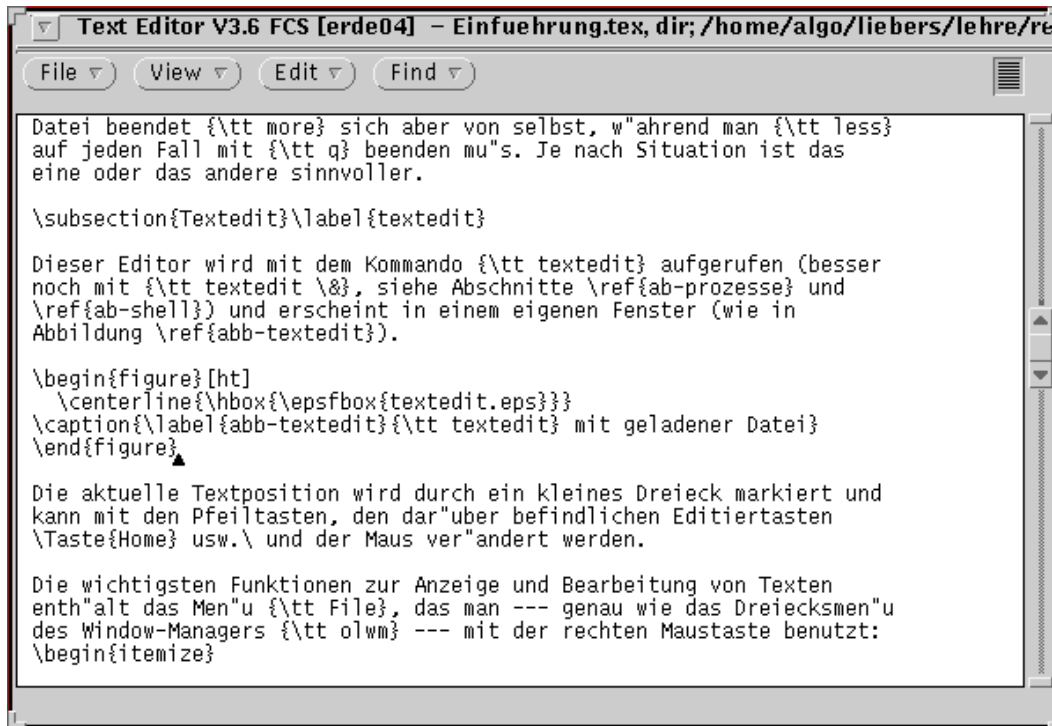 Text Editor V3.6 FCS [erde04] – Einfuehrung.tex, dir; /home/algo/liebers/lehre/re
File View Edit Find
Datei beendet {\tt more} sich aber von selbst, w"ahrend man {\tt less}
auf jeden Fall mit {\tt q} beenden mu"s. Je nach Situation ist das
eine oder das andere sinnvoller.
\subsection{Textedit}\label{textedit}
Dieser Editor wird mit dem Kommando {\tt textedit} aufgerufen (besser
noch mit {\tt textedit \&}, siehe Abschnitte \ref{ab-prozesse} und
\ref{ab-shell}) und erscheint in einem eigenen Fenster (wie in
Abbildung \ref{abb-textedit}).
\begin{figure}[ht]
\centerline{\hbox{\epsfbox{textedit.eps}}}
\caption{\label{abb-textedit}{\tt textedit} mit geladener Datei}
\end{figure}
Die aktuelle Textposition wird durch ein kleines Dreieck markiert und
kann mit den Pfeiltasten, den dar"uber befindlichen Editiertasten
\Taste{Home} usw.\ und der Maus ver"andert werden.
Die wichtigsten Funktionen zur Anzeige und Bearbeitung von Texten
enth"alt das Men"u {\tt File}, das man --- genau wie das Dreiecksmen"u
des Window-Managers {\tt olwm} --- mit der rechten Maustaste benutzt:
\begin{itemize}